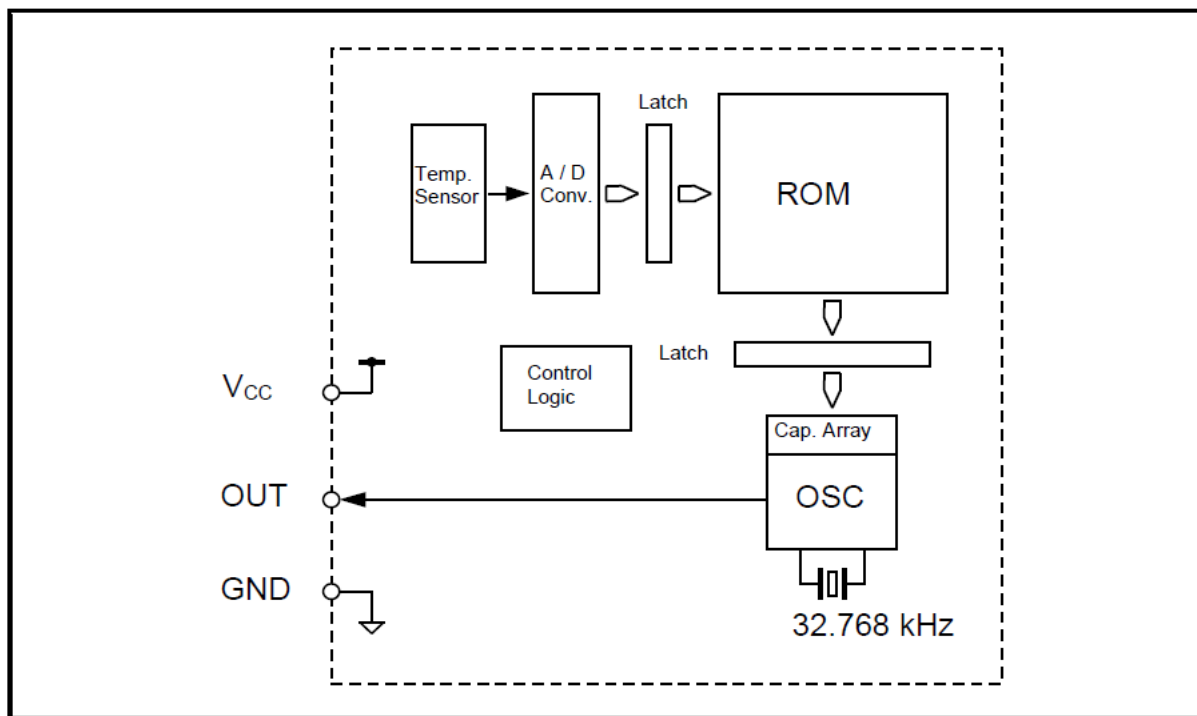 Latch
Temp.
Sensor
A / D
Conv.
ROM
Latch
Control
Logic
VCC
Cap. Array
OUT
OSC
GND
32.768 kHz